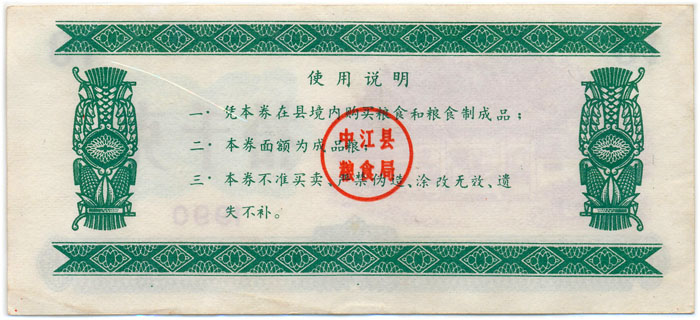 使用说明
一·凭本券在县境内购买粮食和粮食制成品；
二·本券面额为成品粮；
三·本券不准买卖、严禁伪造、涂改无效、遗
失不补。
中江县
粮食局
1990